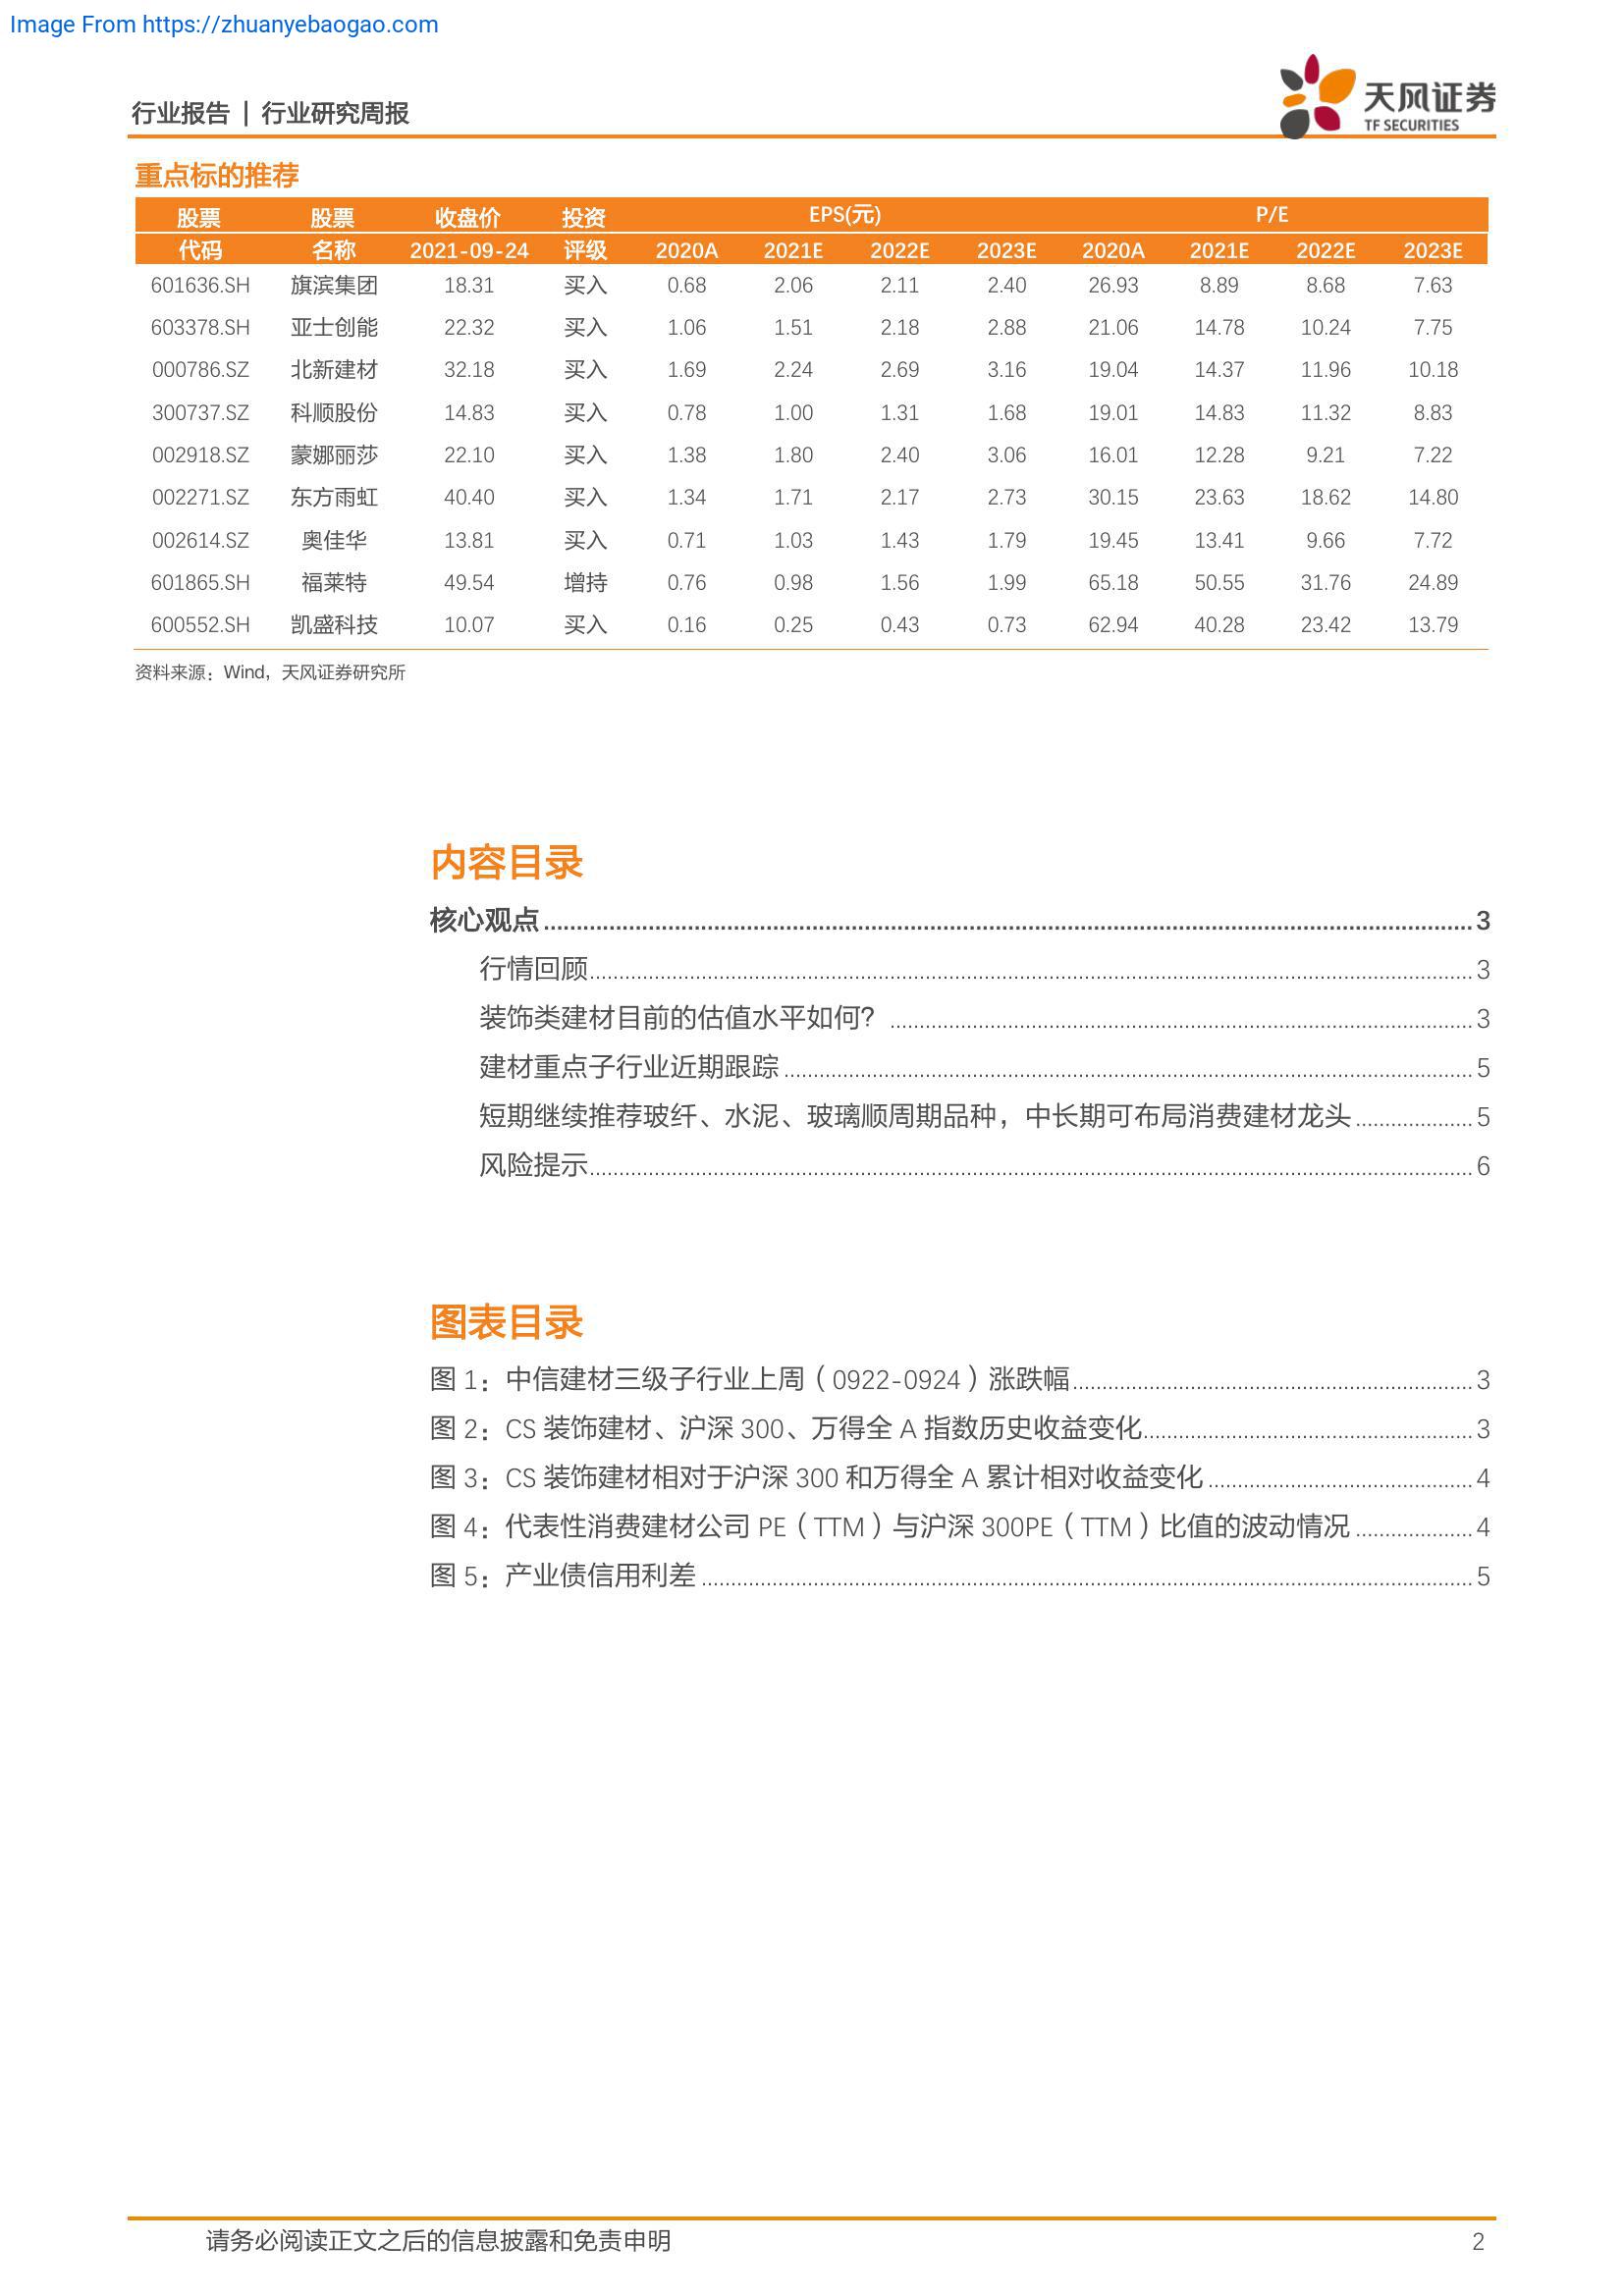 Image From https://zhuanyebaogao.com
行业报告 | 行业研究周报
天风证券
TF SECURITIES
重点标的推荐
股票 股票 收盘价 投资 EPS(元) P/E
代码 名称 2021-09-24 评级 2020A 2021E 2022E 2023E 2020A 2021E 2022E 2023E
601636.SH 旗滨集团 18.31 买入 0.68 2.06 2.11 2.40 26.93 8.89 8.68 7.63
603378.SH 亚士创能 22.32 买入 1.06 1.51 2.18 2.88 21.06 14.78 10.24 7.75
000786.SZ 北新建材 32.18 买入 1.69 2.24 2.69 3.16 19.04 14.37 11.96 10.18
300737.SZ 科顺股份 14.83 买入 0.78 1.00 1.31 1.68 19.01 14.83 11.32 8.83
002918.SZ 蒙娜丽莎 22.10 买入 1.38 1.80 2.40 3.06 16.01 12.28 9.21 7.22
002271.SZ 东方雨虹 40.40 买入 1.34 1.71 2.17 2.73 30.15 23.63 18.62 14.80
002614.SZ 奥佳华 13.81 买入 0.71 1.03 1.43 1.79 19.45 13.41 9.66 7.72
601865.SH 福莱特 49.54 增持 0.76 0.98 1.56 1.99 65.18 50.55 31.76 24.89
600552.SH 凯盛科技 10.07 买入 0.16 0.25 0.43 0.73 62.94 40.28 23.42 13.79
资料来源：Wind，天风证券研究所
内容目录
核心观点 3
行情回顾 3
装饰类建材目前的估值水平如何？ 3
建材重点子行业近期跟踪 5
短期继续推荐玻纤、水泥、玻璃顺周期品种，中长期可布局消费建材龙头 5
风险提示 6
图表目录
图 1：中信建材三级子行业上周（0922-0924）涨跌幅 3
图 2：CS 装饰建材、沪深 300、万得全 A 指数历史收益变化 3
图 3：CS 装饰建材相对于沪深 300 和万得全 A 累计相对收益变化 4
图 4：代表性消费建材公司 PE（TTM）与沪深 300PE（TTM）比值的波动情况 4
图 5：产业债信用利差 5
请务必阅读正文之后的信息披露和免责申明 2